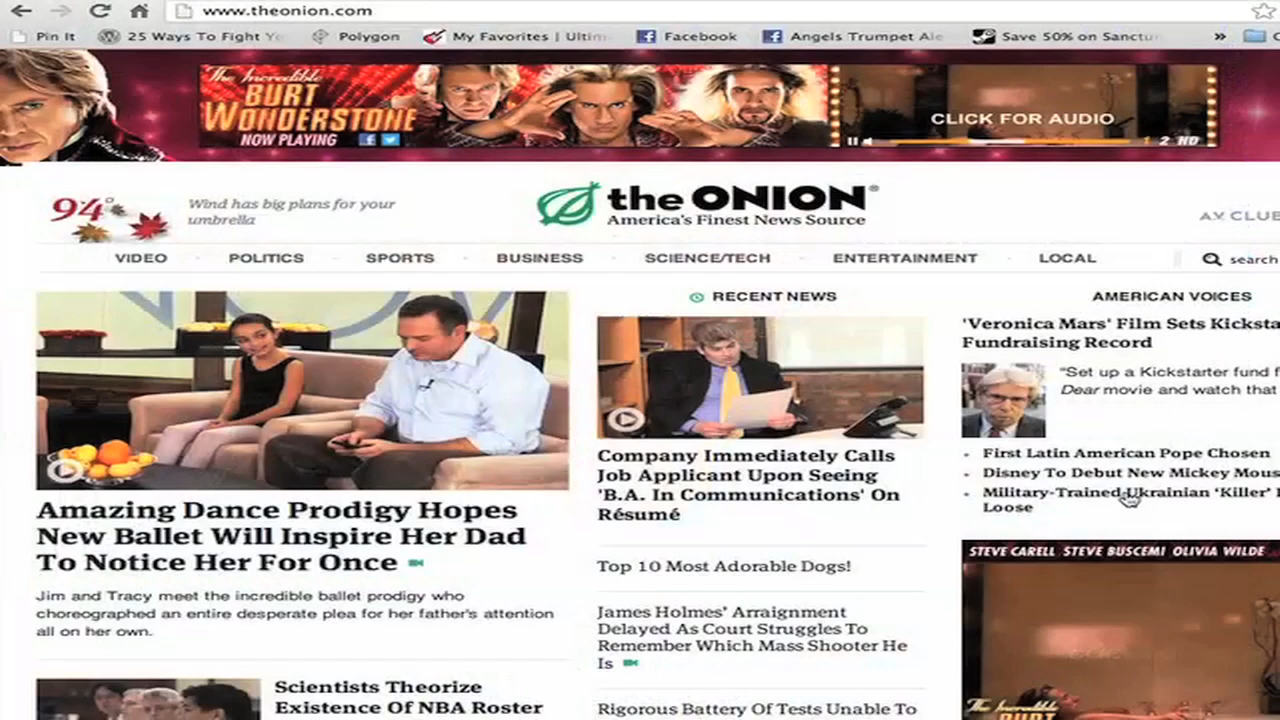 www.theonion.com
Pin It
25 Ways To Fight Yo
Polygon
My Favorites | Ultim
Facebook
Angels Trumpet Ale
Save 50% on Sanctu
»
The Incredible
BURT
WONDERSTONE
NOW PLAYING
CLICK FOR AUDIO
1 2 HD
94°
Wind has big plans for your
umbrella
the ONION®
America's Finest News Source
A.V. CLUB
VIDEO
POLITICS
SPORTS
BUSINESS
SCIENCE/TECH
ENTERTAINMENT
LOCAL
search
Amazing Dance Prodigy Hopes
New Ballet Will Inspire Her Dad
To Notice Her For Once
Jim and Tracy meet the incredible ballet prodigy who
choreographed an entire desperate plea for her father's attention
all on her own.
Scientists Theorize
Existence Of NBA Roster
RECENT NEWS
Company Immediately Calls
Job Applicant Upon Seeing
'B.A. In Communications' On
Résumé
Top 10 Most Adorable Dogs!
James Holmes' Arraignment
Delayed As Court Struggles To
Remember Which Mass Shooter He
Is
Rigorous Battery Of Tests Unable To
AMERICAN VOICES
'Veronica Mars' Film Sets Kicksta
Fundraising Record
"Set up a Kickstarter fund f
Dear movie and watch that
First Latin American Pope Chosen
Disney To Debut New Mickey Mous
Military-Trained Ukrainian 'Killer'
Loose
STEVE CARELL STEVE BUSCEMI OLIVIA WILDE
The Incredible
BURT